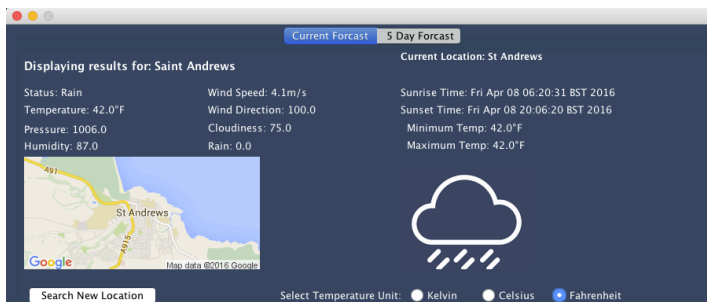 Current Forcast 5 Day Forcast
Displaying results for: Saint Andrews
Current Location: St Andrews
Status: Rain
Wind Speed: 4.1m/s
Sunrise Time: Fri Apr 08 06:20:31 BST 2016
Temperature: 42.0°F
Wind Direction: 100.0
Sunset Time: Fri Apr 08 20:06:20 BST 2016
Pressure: 1006.0
Cloudiness: 75.0
Minimum Temp: 42.0°F
Humidity: 87.0
Rain: 0.0
Maximum Temp: 42.0°F
A91
St Andrews
A915
Google
Map data ©2016 Google
Search New Location
Select Temperature Unit: Kelvin Celsius Fahrenheit